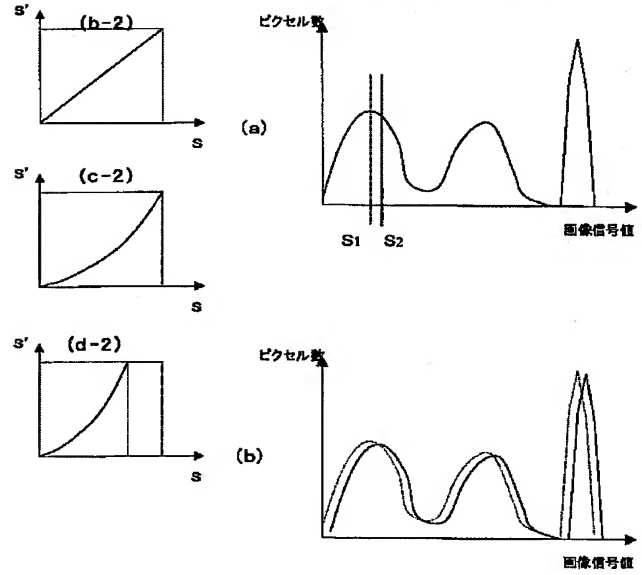 S'
(b-2)
S
S'
(c-2)
S
S'
(d-2)
S
(a)
ピクセル数
S1 S2
画像信号値
(b)
ピクセル数
画像信号値